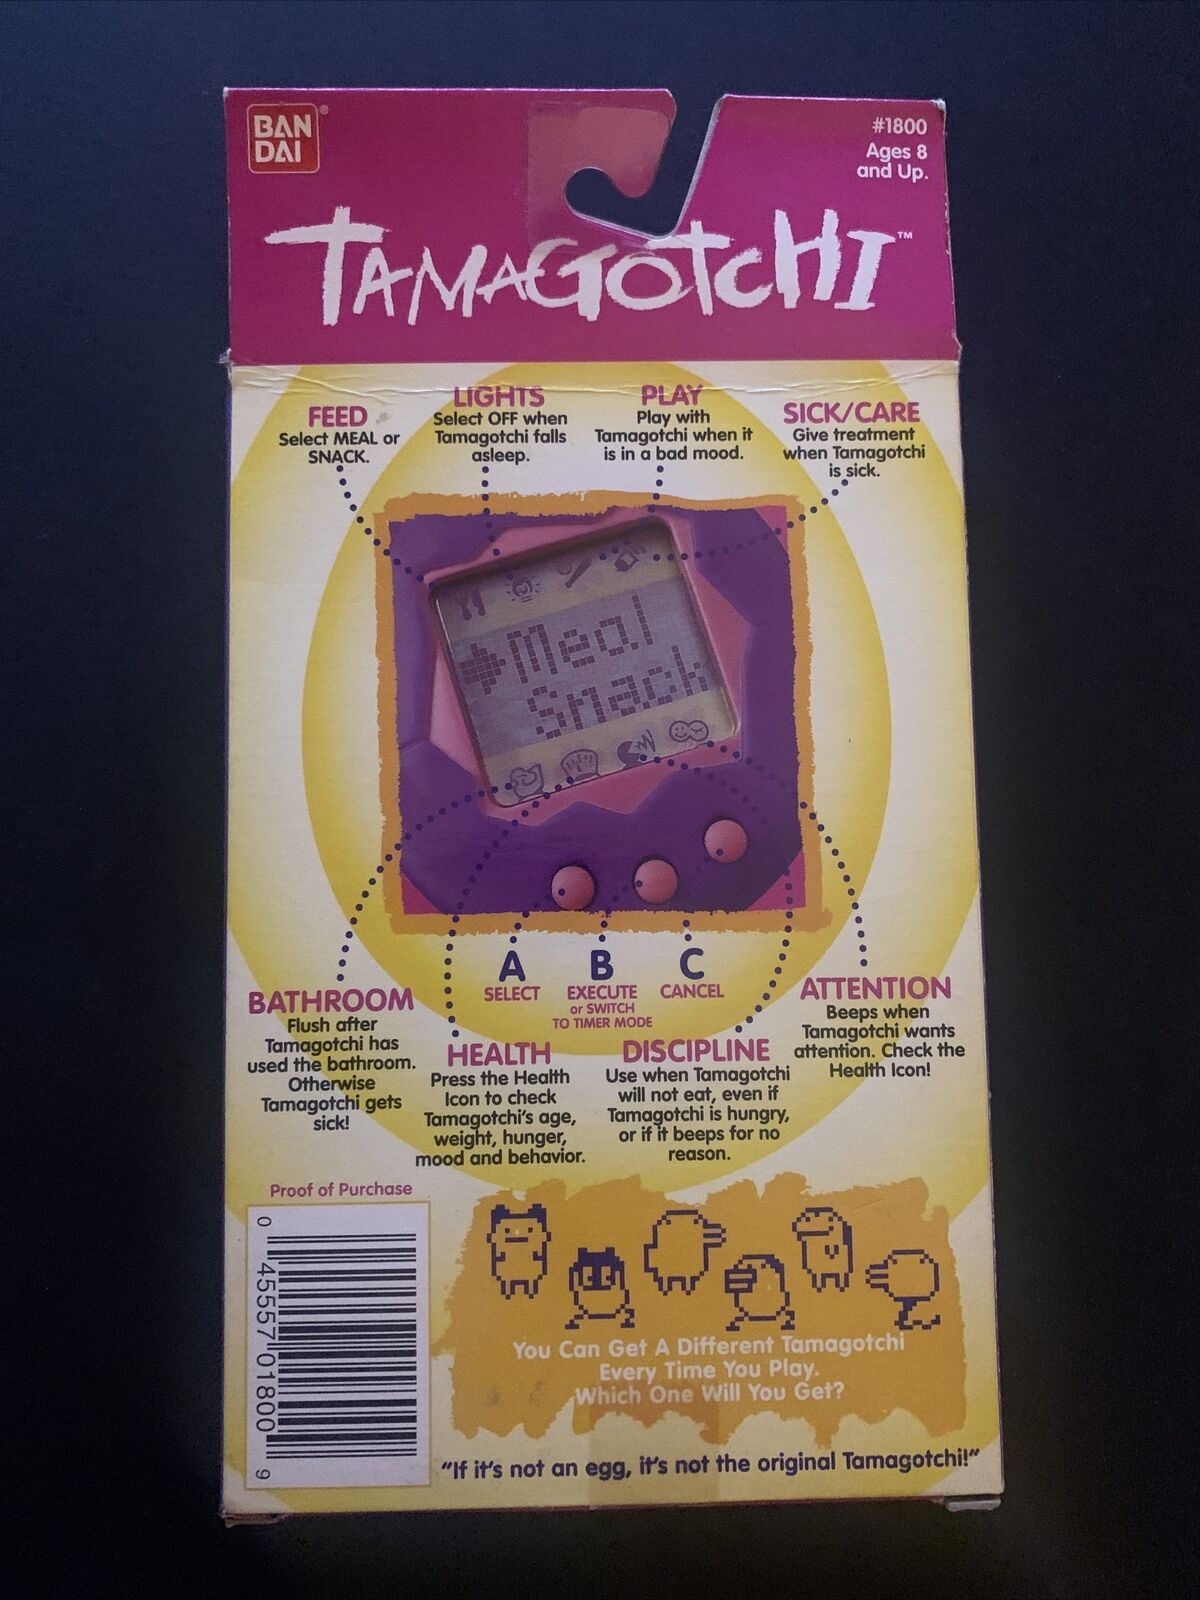 BAN
DAI
®
#1800
Ages 8
and Up.
TAMAGOTCHI™
FEED
Select MEAL or
SNACK.
LIGHTS
Select OFF when
Tamagotchi falls
asleep.
PLAY
Play with
Tamagotchi when it
is in a bad mood.
SICK/CARE
Give treatment
when Tamagotchi
is sick.
Meal
Snack
A
SELECT
B
EXECUTE
or SWITCH
TO TIMER MODE
C
CANCEL
BATHROOM
Flush after
Tamagotchi has
used the bathroom.
Otherwise
Tamagotchi gets
sick!
HEALTH
Press the Health
Icon to check
Tamagotchi's age,
weight, hunger,
mood and behavior.
DISCIPLINE
Use when Tamagotchi
will not eat, even if
Tamagotchi is hungry,
or if it beeps for no
reason.
ATTENTION
Beeps when
Tamagotchi wants
attention. Check the
Health Icon!
Proof of Purchase
0 45557 01800 9
You Can Get A Different Tamagotchi
Every Time You Play.
Which One Will You Get?
"If it's not an egg, it's not the original Tamagotchi!"